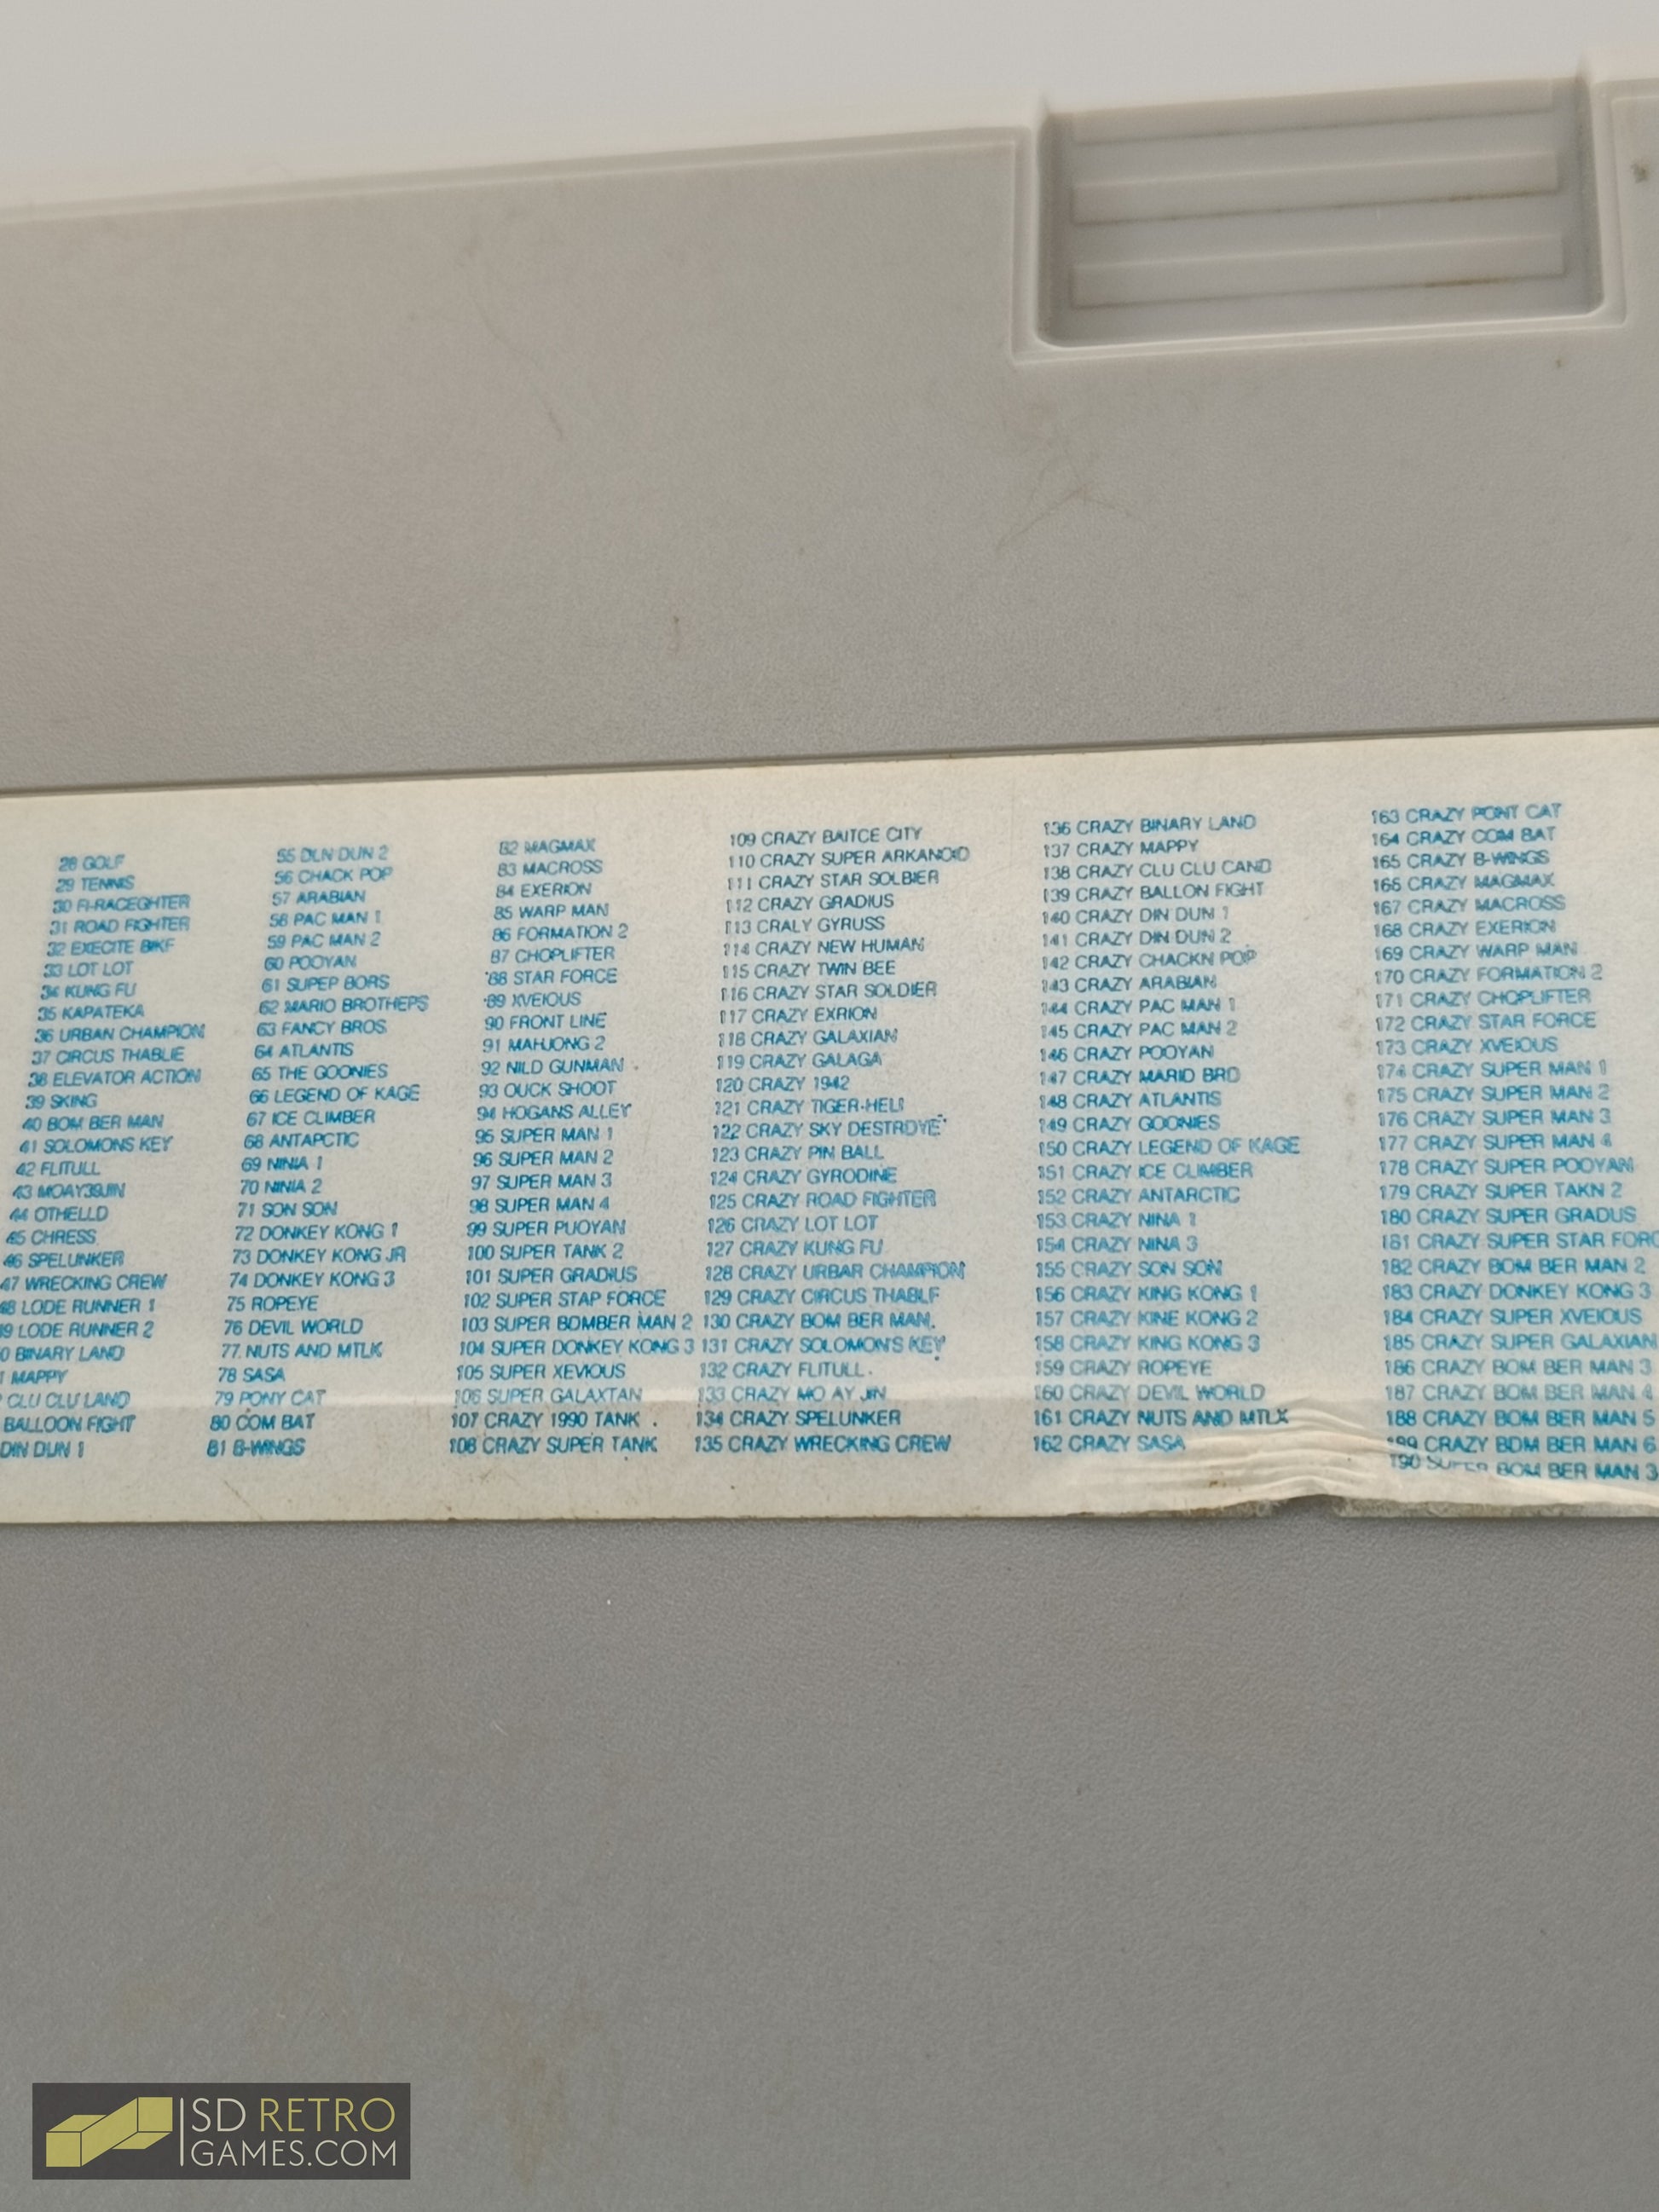 28 GOLF
29 TENNIS
30 FI-RACEGHTER
31 ROAD FIGHTER
32 EXECITE BIKE
33 LOT LOT
34 KUNG FU
35 KAPATEKA
36 URBAN CHAMPION
37 CIRCUS THABLIE
38 ELEVATOR ACTION
39 SKING
40 BOM BER MAN
41 SOLOMONS KEY
42 FLITULL
43
44 OTHELLD
45 CHRESS
46 SPELUNKER
47 WRECKING CREW
48 LODE RUNNER 1
9 LODE RUNNER 2
0 BINARY LAND
MAPPY
CLU CLU LAND
BALLOON FIGHT
DIN DUN 1
55 DLN DUN 2
56 CHACK POP
57 ARABIAN
58 PAC MAN 1
59 PAC MAN 2
60 POOYAN
61 SUPEP BORS
62 MARIO BROTHEPS
63 FANCY BROS
64 ATLANTIS
65 THE GOONIES
66 LEGEND OF KAGE
67 ICE CLIMBER
68 ANTAPCTIC
69 NINIA 1
70 NINIA 2
71 SON SON
72 DONKEY KONG 1
73 DONKEY KONG JR
74 DONKEY KONG 3
75 ROPEYE
76 DEVIL WORLD
77 NUTS AND MTLK
78 SASA
79 PONY CAT
80 COM BAT
81 B-WINGS
82 MAGMAX
83 MACROSS
84 EXERION
85 WARP MAN
86 FORMATION 2
87 CHOPLIFTER
88 STAR FORCE
89 XVEIOUS
90 FRONT LINE
91 MAHJONG 2
92 NILD GUNMAN
93 OUCK SHOOT
94 HOGANS ALLEY
95 SUPER MAN 1
96 SUPER MAN 2
97 SUPER MAN 3
98 SUPER MAN 4
99 SUPER PUOYAN
100 SUPER TANK 2
101 SUPER GRADIUS
102 SUPER STAP FORCE
103 SUPER BOMBER MAN 2
104 SUPER DONKEY KONG 3
105 SUPER XEVIOUS
106 SUPER GALAXTAN
107 CRAZY 1990 TANK .
108 CRAZY SUPER TANK
109 CRAZY BAITCE CITY
110 CRAZY SUPER ARKANOID
111 CRAZY STAR SOLBIER
112 CRAZY GRADIUS
113 CRALY GYRUSS
114 CRAZY NEW HUMAN
115 CRAZY TWIN BEE
116 CRAZY STAR SOLDIER
117 CRAZY EXRION
118 CRAZY GALAXIAN
119 CRAZY GALAGA
120 CRAZY 1942
121 CRAZY TIGER-HELI
122 CRAZY SKY DESTROYE
123 CRAZY PIN BALL
124 CRAZY GYRODINE
125 CRAZY ROAD FIGHTER
126 CRAZY LOT LOT
127 CRAZY KUNG FU
128 CRAZY URBAR CHAMPION
129 CRAZY CIRCUS THABLF
130 CRAZY BOM BER MAN.
131 CRAZY SOLOMON'S KEY
132 CRAZY FLITULL.
133 CRAZY MO AY JIN
134 CRAZY SPELUNKER
135 CRAZY WRECKING CREW
136 CRAZY BINARY LAND
137 CRAZY MAPPY
138 CRAZY CLU CLU CAND
139 CRAZY BALLON FIGHT
140 CRAZY DIN DUN 1
141 CRAZY DIN DUN 2
142 CRAZY CHACKN POP
143 CRAZY ARABIAN
144 CRAZY PAC MAN 1
145 CRAZY PAC MAN 2
146 CRAZY POOYAN
147 CRAZY MARIO BRO
148 CRAZY ATLANTIS
149 CRAZY GOONIES
150 CRAZY LEGEND OF KAGE
151 CRAZY ICE CLIMBER
152 CRAZY ANTARCTIC
153 CRAZY NINA 1
154 CRAZY NINA 3
155 CRAZY SON SON
156 CRAZY KING KONG 1
157 CRAZY KINE KONG 2
158 CRAZY KING KONG 3
159 CRAZY ROPEYE
160 CRAZY DEVIL WORLD
161 CRAZY NUTS AND MTLX
162 CRAZY SASA
163 CRAZY PONT CAT
164 CRAZY COM BAT
165 CRAZY B-WINGS
166 CRAZY MAGMAX
167 CRAZY MACROSS
168 CRAZY EXERION
169 CRAZY WARP MAN
170 CRAZY FORMATION 2
171 CRAZY CHOPLIFTER
172 CRAZY STAR FORCE
173 CRAZY XVEIOUS
174 CRAZY SUPER MAN 1
175 CRAZY SUPER MAN 2
176 CRAZY SUPER MAN 3
177 CRAZY SUPER MAN 4
178 CRAZY SUPER POOYAN
179 CRAZY SUPER TAKN 2
180 CRAZY SUPER GRADUS
181 CRAZY SUPER STAR FORC
182 CRAZY BOM BER MAN 2
183 CRAZY DONKEY KONG 3
184 CRAZY SUPER XVEIOUS
185 CRAZY SUPER GALAXIAN
186 CRAZY BOM BER MAN 3
187 CRAZY BOM BER MAN 4
188 CRAZY BOM BER MAN 5
199 CRAZY BDM BER MAN 6
190 SUPER BOM BER MAN 3
SD RETRO
GAMES.COM